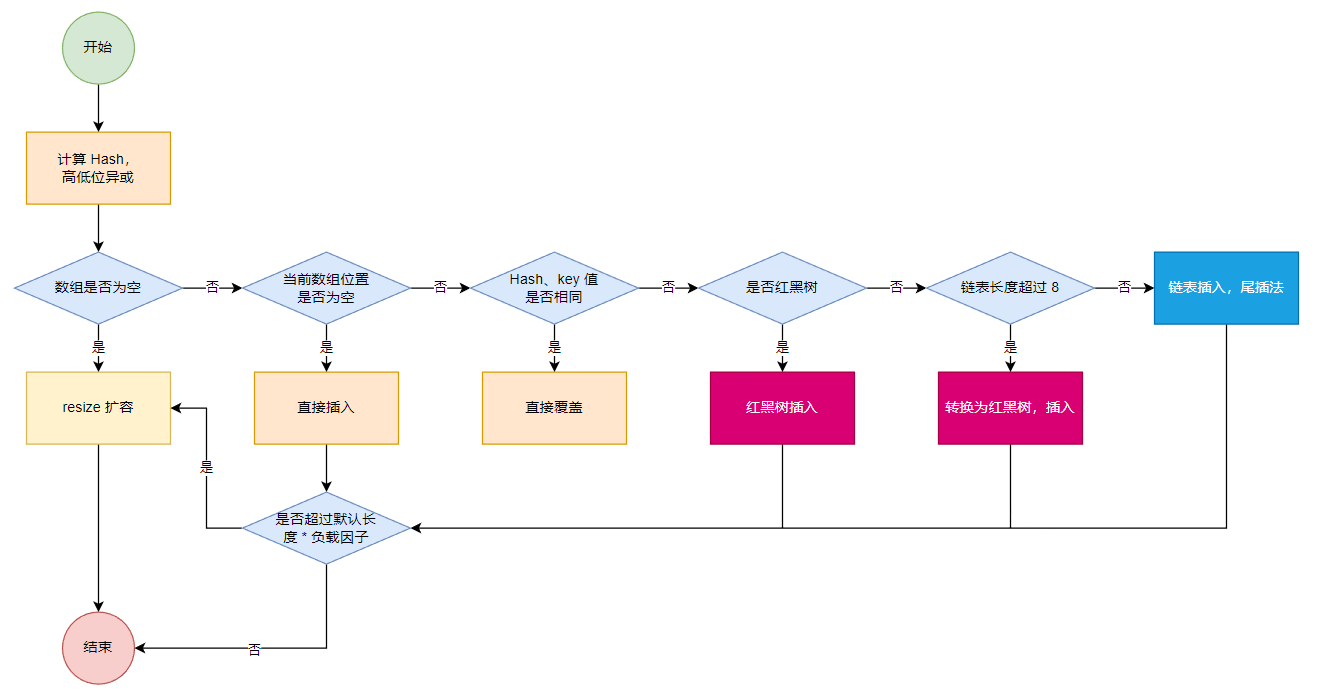 开始
计算 Hash，
高低位异或
数组是否为空
否
当前数组位置
是否为空
否
Hash、key 值
是否相同
否
是否红黑树
否
链表长度超过 8
否
链表插入，尾插法
是
是
是
是
是
resize 扩容
直接插入
直接覆盖
红黑树插入
转换为红黑树，插入
是
是否超过默认长
度 * 负载因子
结束
否